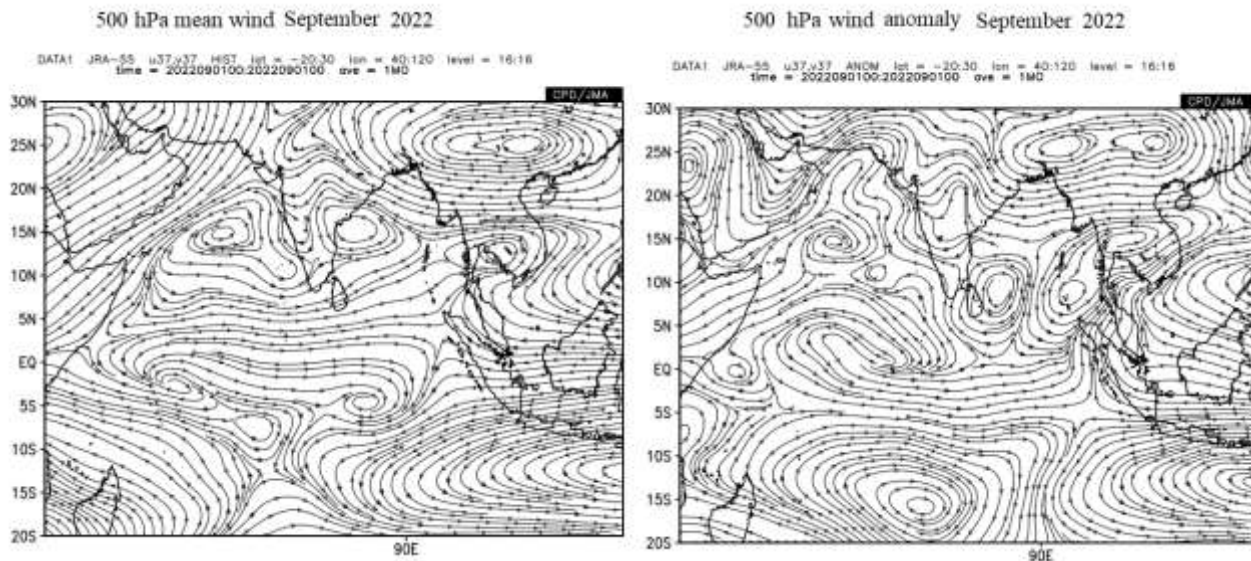 500 hPa mean wind September 2022
DATA1 JRA-55 u37,v37 HIST lat = -20:30 lon = 40:120 level = 16:16
time = 2022090100:2022090100 ave = 1MO
CPD/JMA
30N
25N
20N
15N
10N
5N
EQ
5S
10S
15S
20S
90E
500 hPa wind anomaly September 2022
DATA1 JRA-55 u37,v37 ANOM lat = -20:30 lon = 40:120 level = 16:16
time = 2022090100:2022090100 ave = 1MO
CPD/JMA
30N
25N
20N
15N
10N
5N
EQ
5S
10S
15S
20S
90E